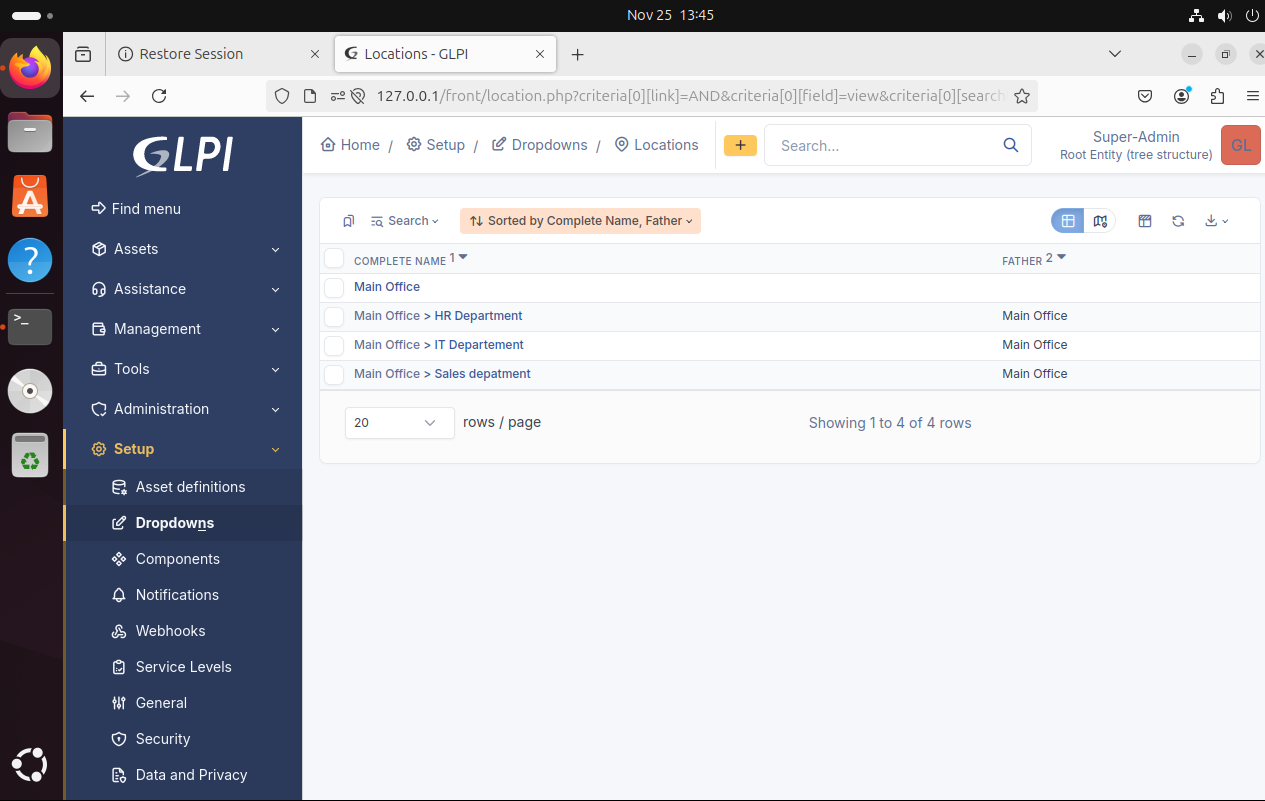 Nov 25 13:45
Restore Session
Locations - GLPI
127.0.0.1/front/location.php?criteria[0][link]=AND&criteria[0][field]=view&criteria[0][search
GLPI
Home / Setup / Dropdowns / Locations
Search...
Super-Admin
Root Entity (tree structure)
GL
Find menu
Assets
Assistance
Management
Tools
Administration
Setup
Asset definitions
Dropdowns
Components
Notifications
Webhooks
Service Levels
General
Security
Data and Privacy
Search
Sorted by Complete Name, Father
COMPLETE NAME 1 FATHER 2
Main Office
Main Office > HR Department Main Office
Main Office > IT Departement Main Office
Main Office > Sales depatment Main Office
20 rows / page Showing 1 to 4 of 4 rows